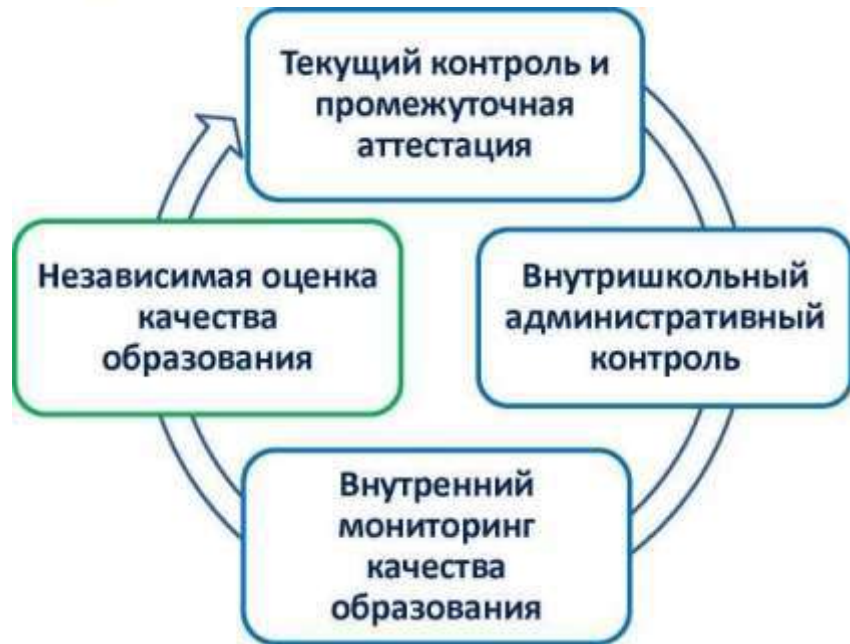 Текущий контроль и
промежуточная
аттестация
Независимая оценка
качества
образования
Внутришкольный
административный
контроль
Внутренний
мониторинг
качества
образования